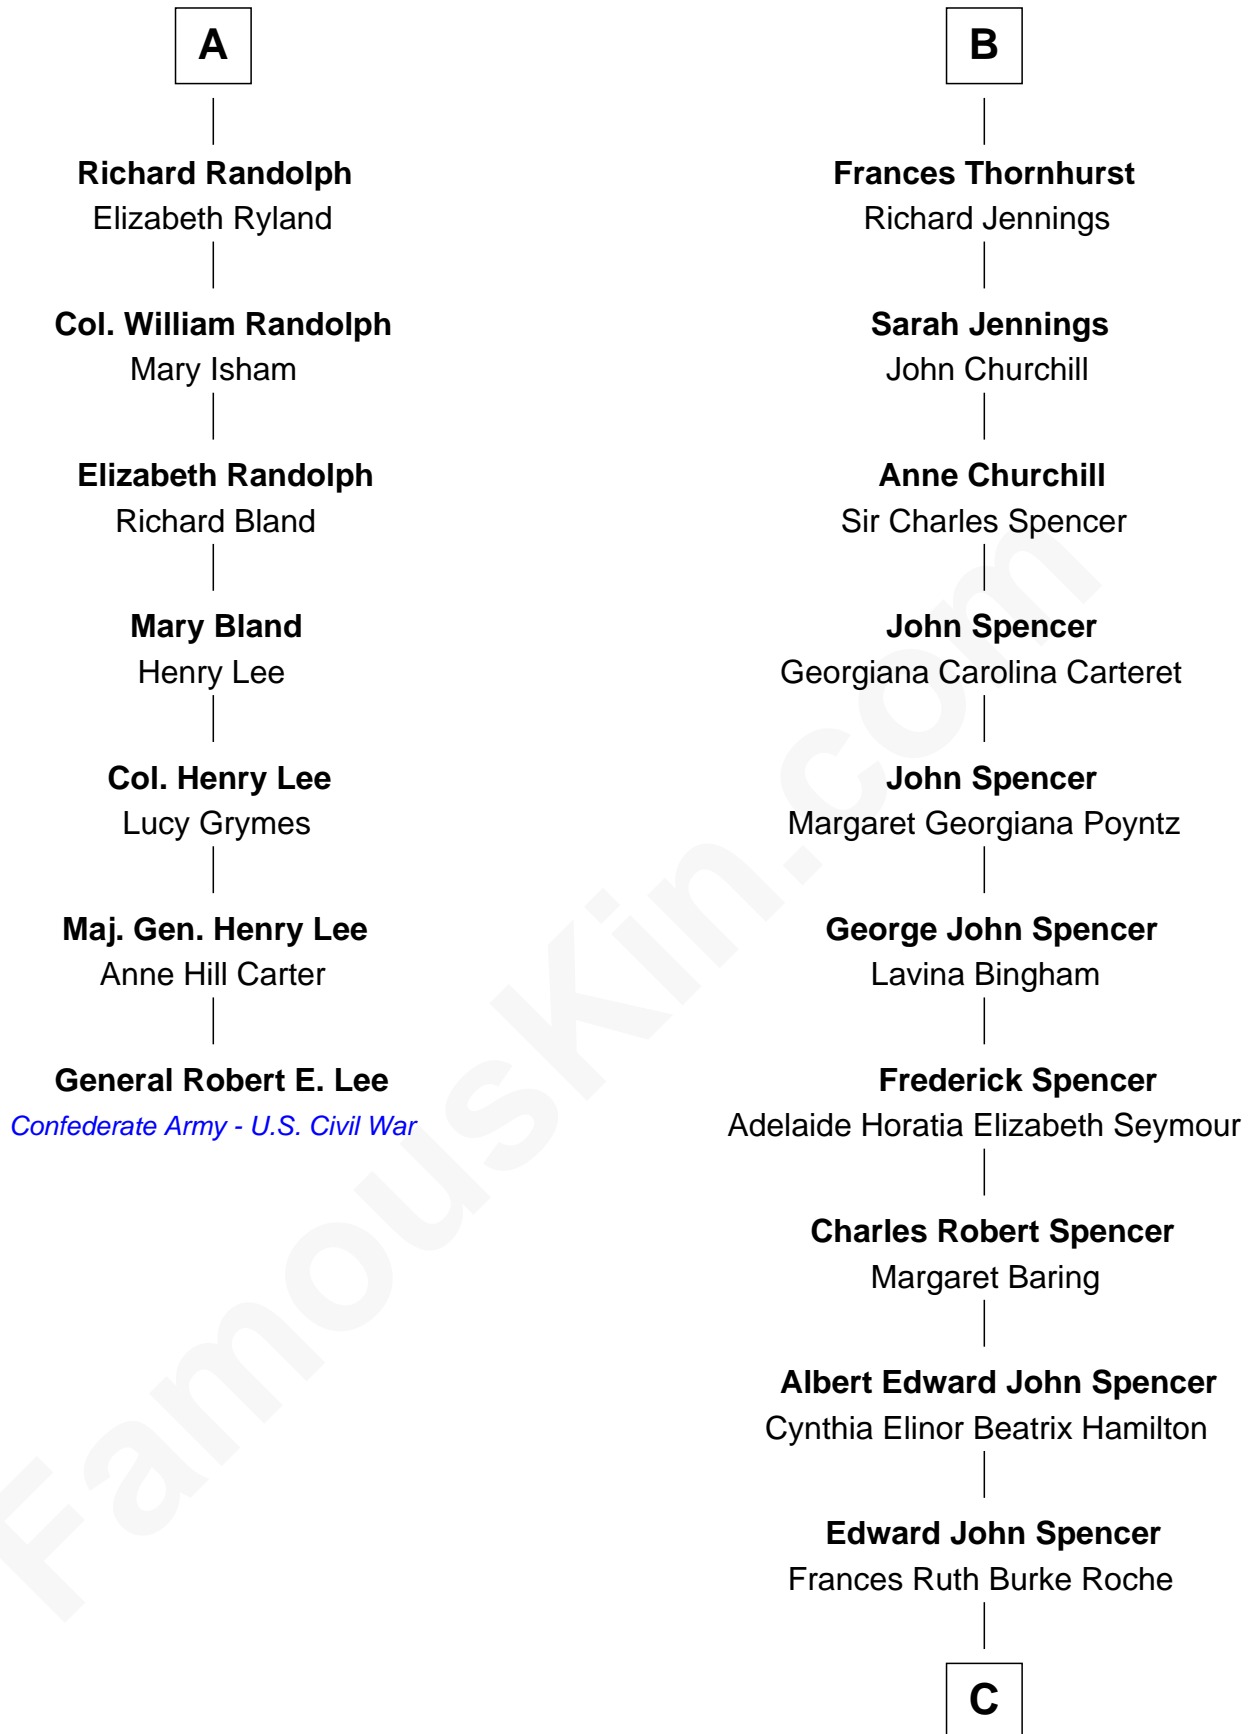 A
Richard Randolph
Elizabeth Ryland
Col. William Randolph
Mary Isham
Elizabeth Randolph
Richard Bland
Mary Bland
Henry Lee
Col. Henry Lee
Lucy Grymes
Maj. Gen. Henry Lee
Anne Hill Carter
General Robert E. Lee
Confederate Army - U.S. Civil War
B
Frances Thornhurst
Richard Jennings
Sarah Jennings
John Churchill
Anne Churchill
Sir Charles Spencer
John Spencer
Georgiana Carolina Carteret
John Spencer
Margaret Georgiana Poyntz
George John Spencer
Lavina Bingham
Frederick Spencer
Adelaide Horatia Elizabeth Seymour
Charles Robert Spencer
Margaret Baring
Albert Edward John Spencer
Cynthia Elinor Beatrix Hamilton
Edward John Spencer
Frances Ruth Burke Roche
C
FamousKin.com